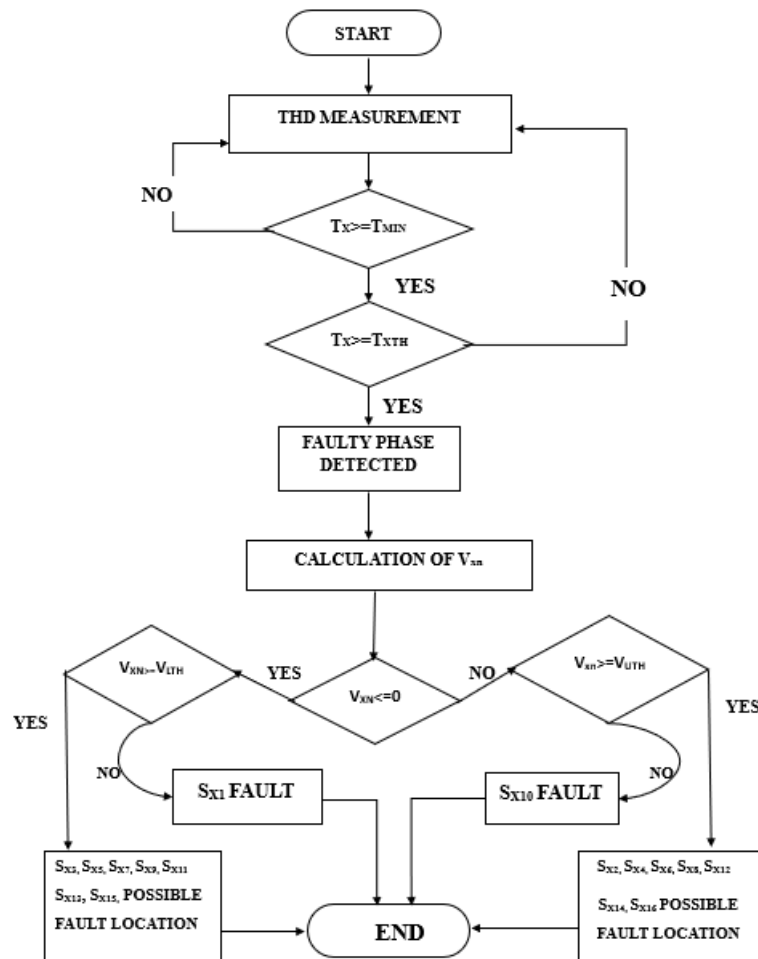 START
THD MEASUREMENT
NO
TX>=TMIN
YES
NO
TX>=TXTH
YES
FAULTY PHASE
DETECTED
CALCULATION OF Vxn
VXN>=VLTH
YES
VXN<=0
NO
Vxn>=VUTH
YES
YES
NO
SX1 FAULT
SX10 FAULT
NO
SX3, SX5, SX7, SX9, SX11
SX13, SX15, POSSIBLE
FAULT LOCATION
END
SX2, SX4, SX6, SX8, SX12
SX14, SX16 POSSIBLE
FAULT LOCATION